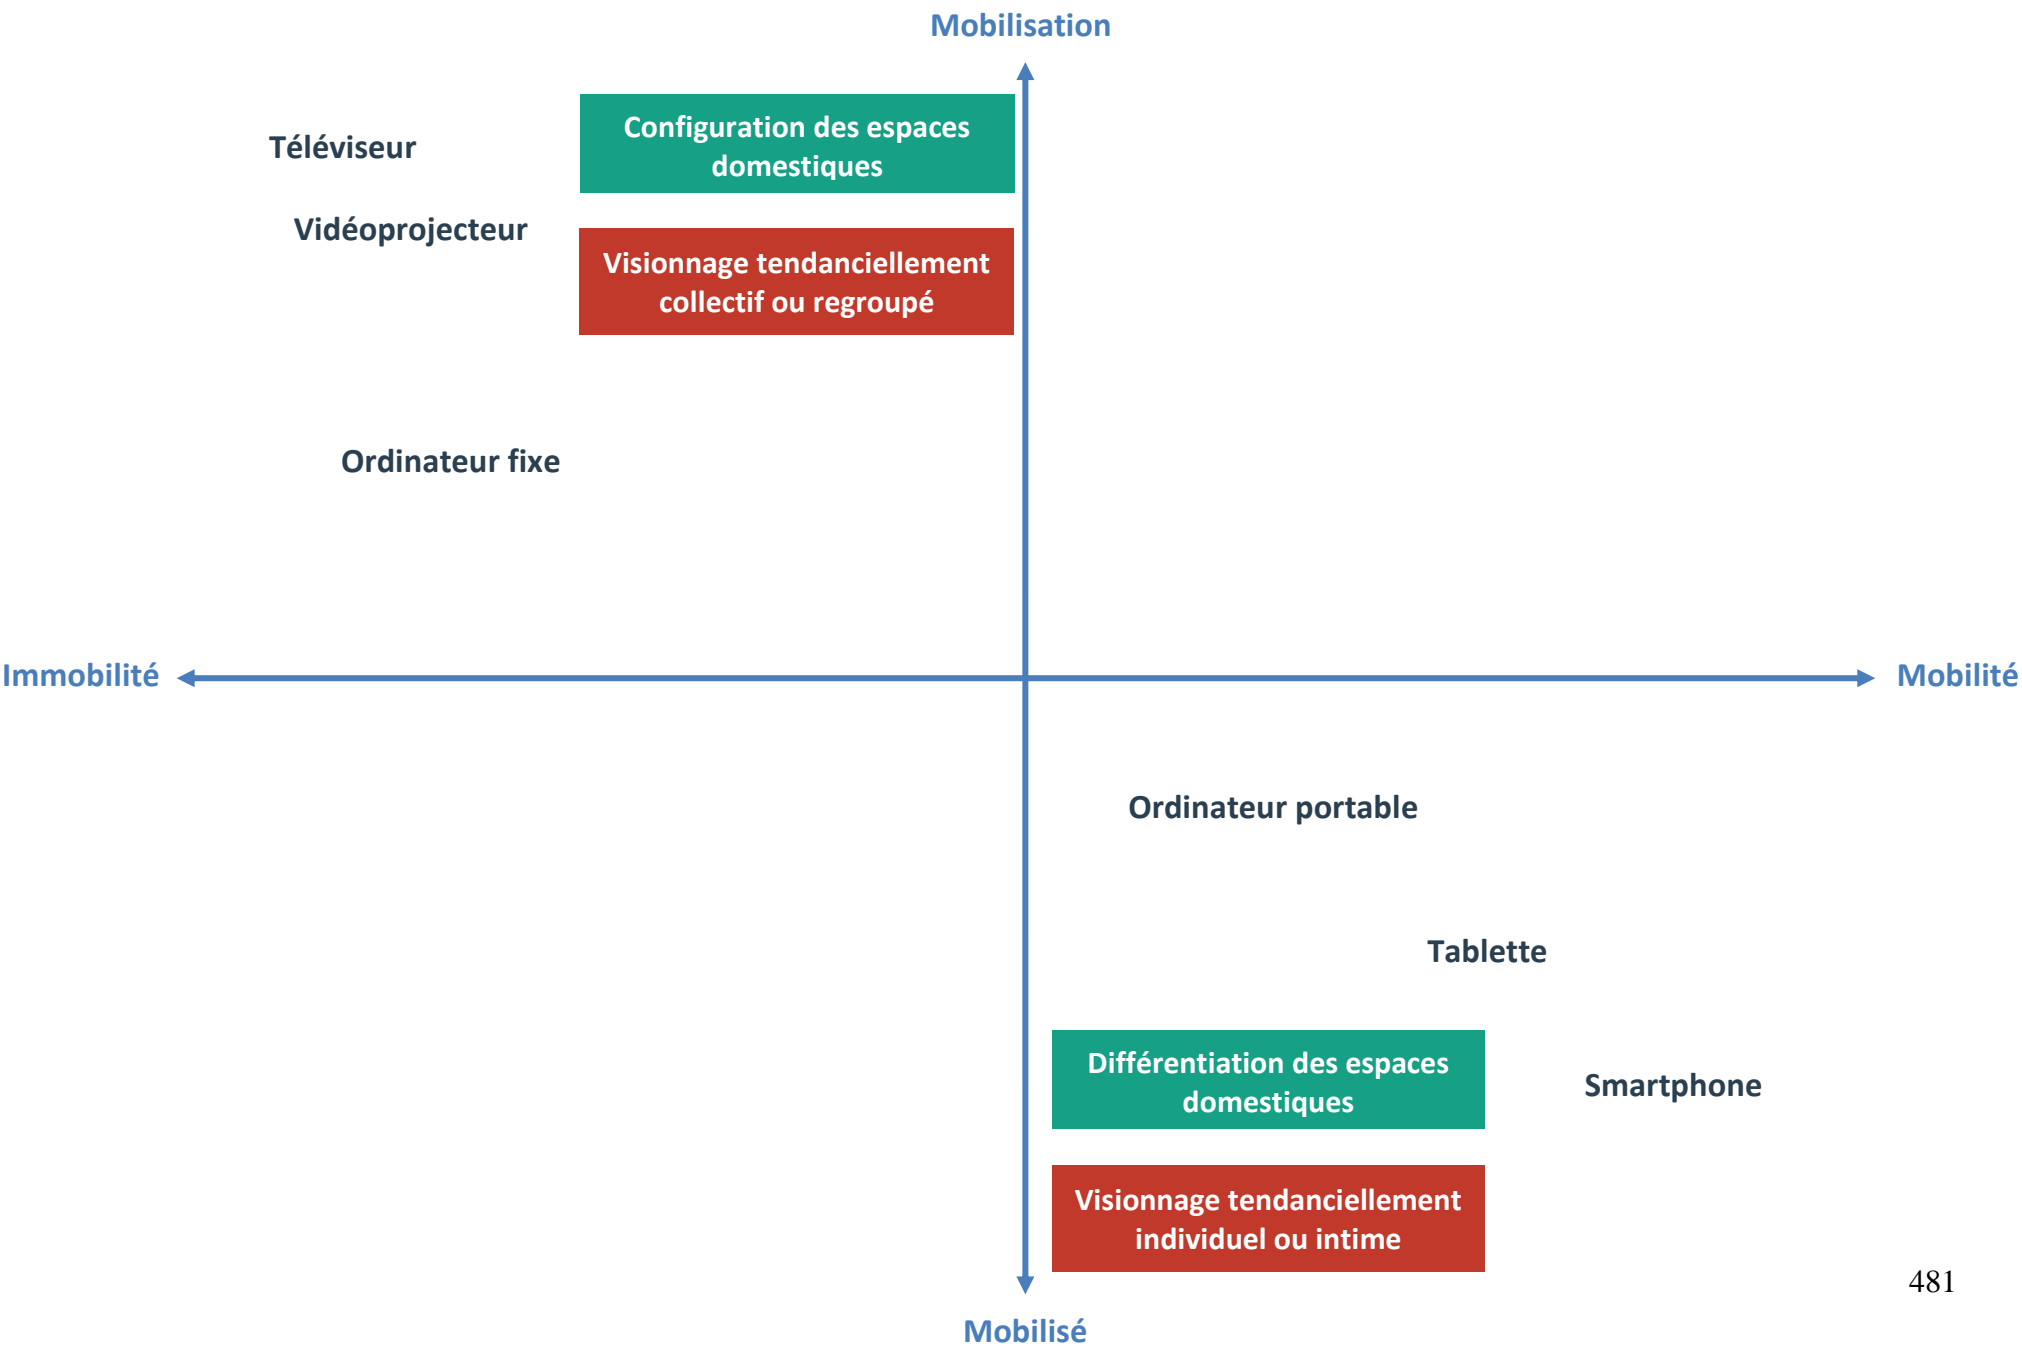 Mobilisation
Téléviseur
Configuration des espaces
domestiques
Vidéoprojecteur
Visionnage tendanciellement
collectif ou regroupé
Ordinateur fixe
Immobilité
Mobilité
Ordinateur portable
Tablette
Différentiation des espaces
domestiques
Smartphone
Visionnage tendanciellement
individuel ou intime
481
Mobilisé